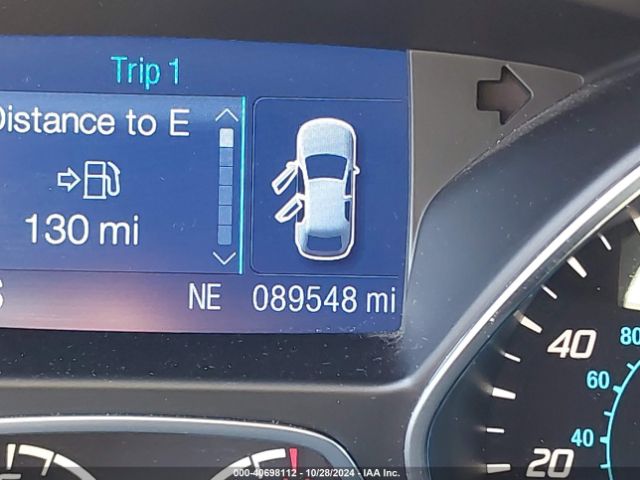 Trip 1
Distance to E
130 mi
NE 089548 mi
40
20
80
60
40
000-40698112 - 10/28/2024 - IAA Inc.